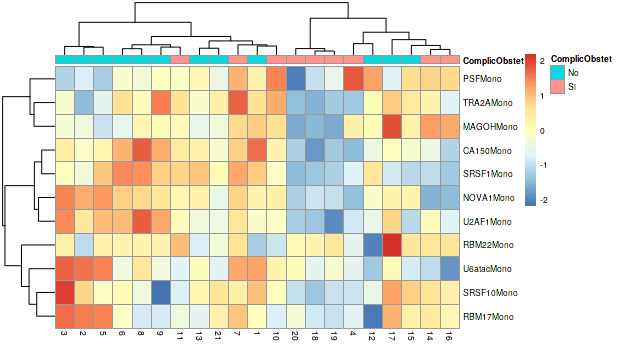 ComplicObstet
PSFMono
TRA2AMono
MAGOHMono
CA150Mono
SRSF1Mono
NOVA1Mono
U2AF1Mono
RBM22Mono
U6atacMono
SRSF10Mono
RBM17Mono
3 2 5 6 8 9 11 13 21 7 1 10 20 18 19 4 12 17 15 14 16
2
1
0
-1
-2
ComplicObstet
No
SI